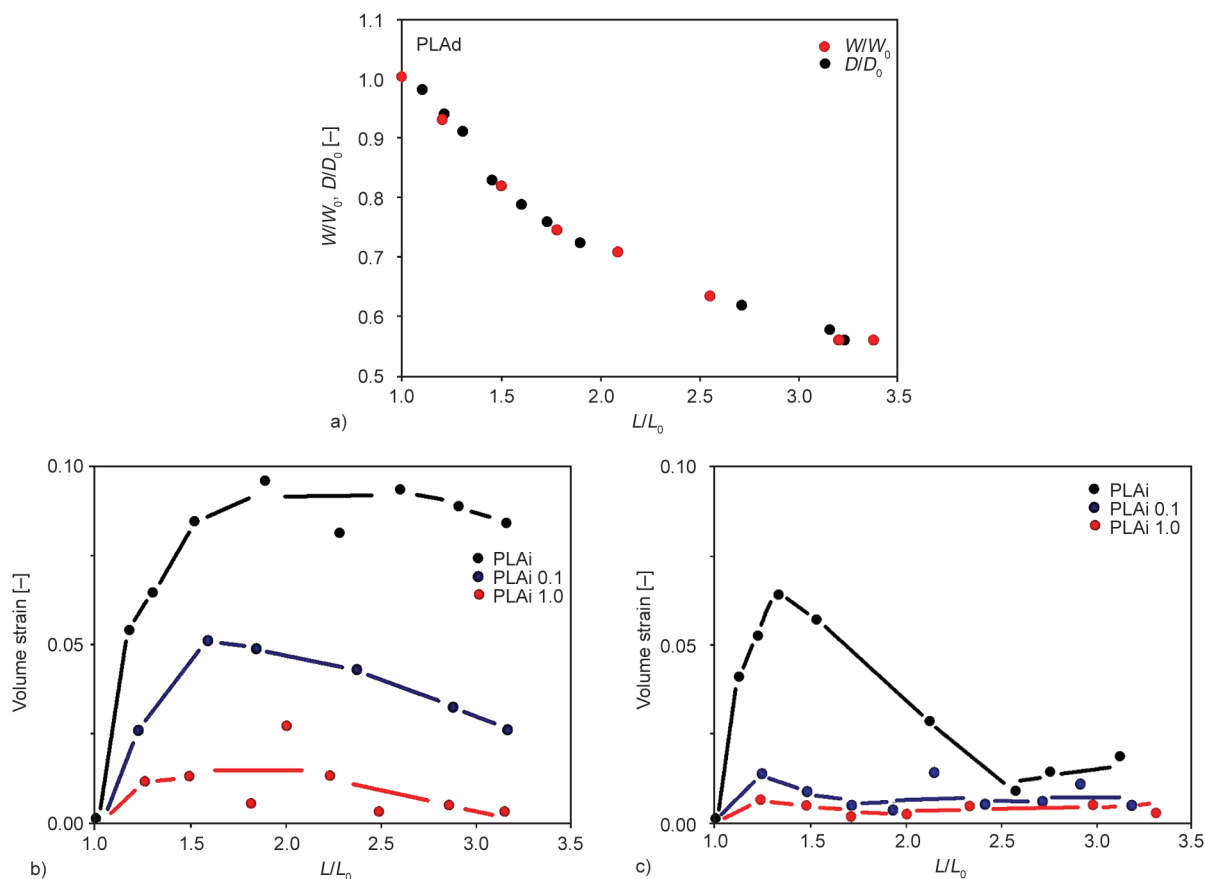 1.1
PLAd
W/W0
D/D0
1.0
0.9
0.8
0.7
0.6
0.5
W/W0, D/D0 [–]
1.0 1.5 2.0 2.5 3.0 3.5
L/L0
a)
0.10
0.05
0.00
Volume strain [–]
PLAi
PLAi 0.1
PLAi 1.0
1.0 1.5 2.0 2.5 3.0 3.5
L/L0
b)
0.10
0.05
0.00
Volume strain [–]
PLAi
PLAi 0.1
PLAi 1.0
1.0 1.5 2.0 2.5 3.0 3.5
L/L0
c)